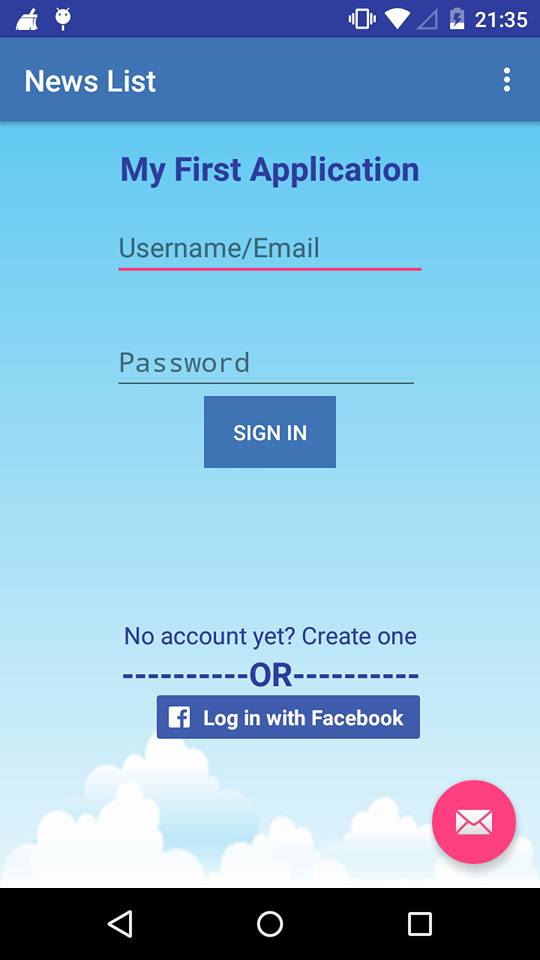 21:35
News List
My First Application
Username/Email
Password
SIGN IN
No account yet? Create one
----------OR----------
Log in with Facebook